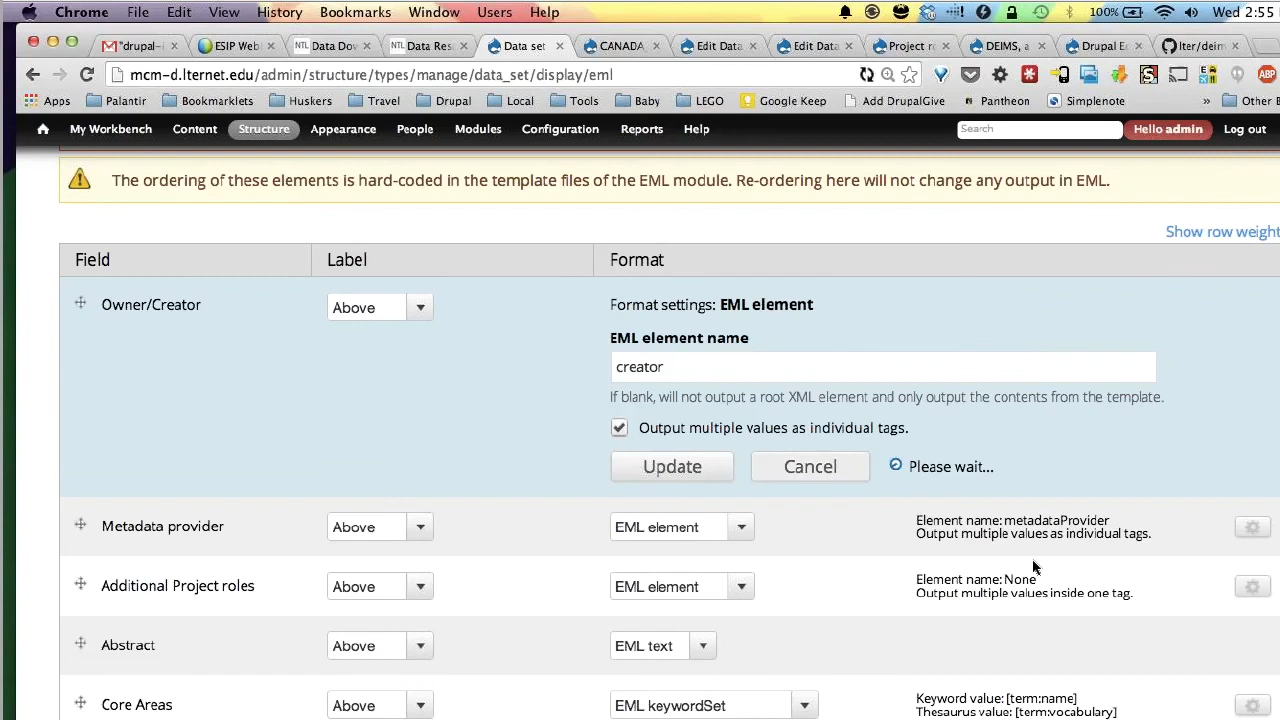 Chrome File Edit View History Bookmarks Window Users Help 100% Wed 2:55
"drupal- ESIP Web NTL Data Dov NTL Data Res Data set CANADA Edit Data Edit Data Project ro DEIMS, a Drupal E lter/deim
mcm-d.lternet.edu/admin/structure/types/manage/data_set/display/eml
Apps Palantir Bookmarklets Huskers Travel Drupal Local Tools Baby LEGO Google Keep Add DrupalGive Pantheon Simplenote » Other B
My Workbench Content Structure Appearance People Modules Configuration Reports Help Search Hello admin Log out
The ordering of these elements is hard-coded in the template files of the EML module. Re-ordering here will not change any output in EML.
Show row weight
Field Label Format
Owner/Creator Above Format settings: EML element
EML element name
creator
If blank, will not output a root XML element and only output the contents from the template.
Output multiple values as individual tags.
Update Cancel Please wait...
Metadata provider Above EML element Element name: metadataProvider
Output multiple values as individual tags.
Additional Project roles Above EML element Element name: None
Output multiple values inside one tag.
Abstract Above EML text
Core Areas Above EML keywordSet Keyword value: [term:name]
Thesaurus value: [term:vocabulary]